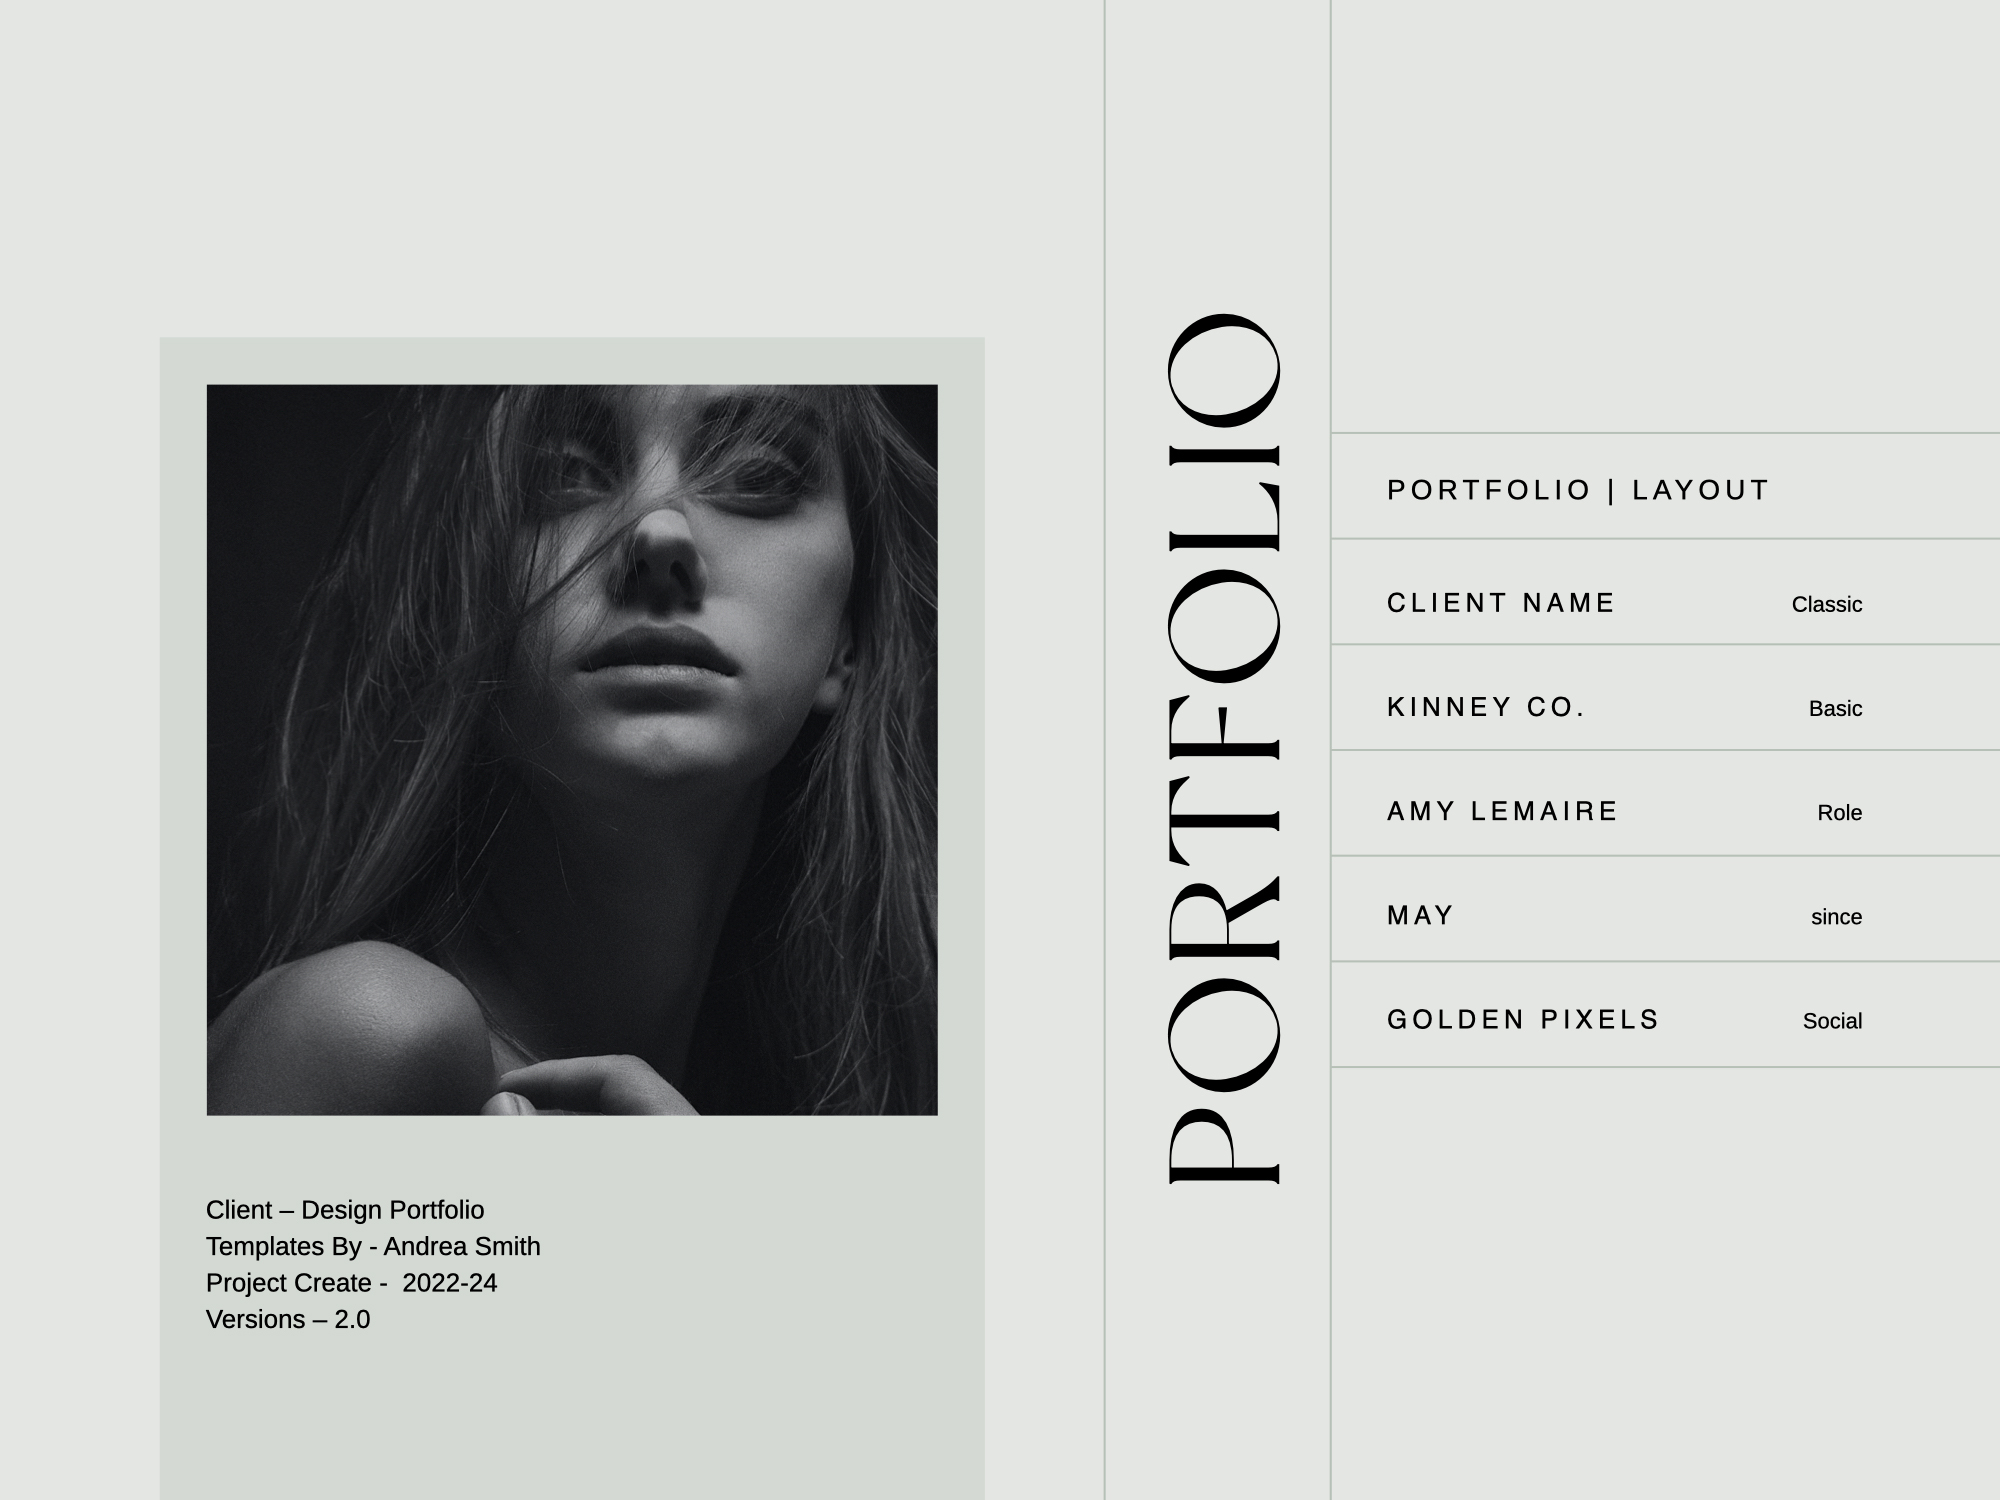 Client – Design Portfolio
Templates By - Andrea Smith
Project Create -  2022-24
Versions – 2.0
PORTFOLIO
PORTFOLIO | LAYOUT
CLIENT NAME Classic
KINNEY CO. Basic
AMY LEMAIRE Role
MAY since
GOLDEN PIXELS Social